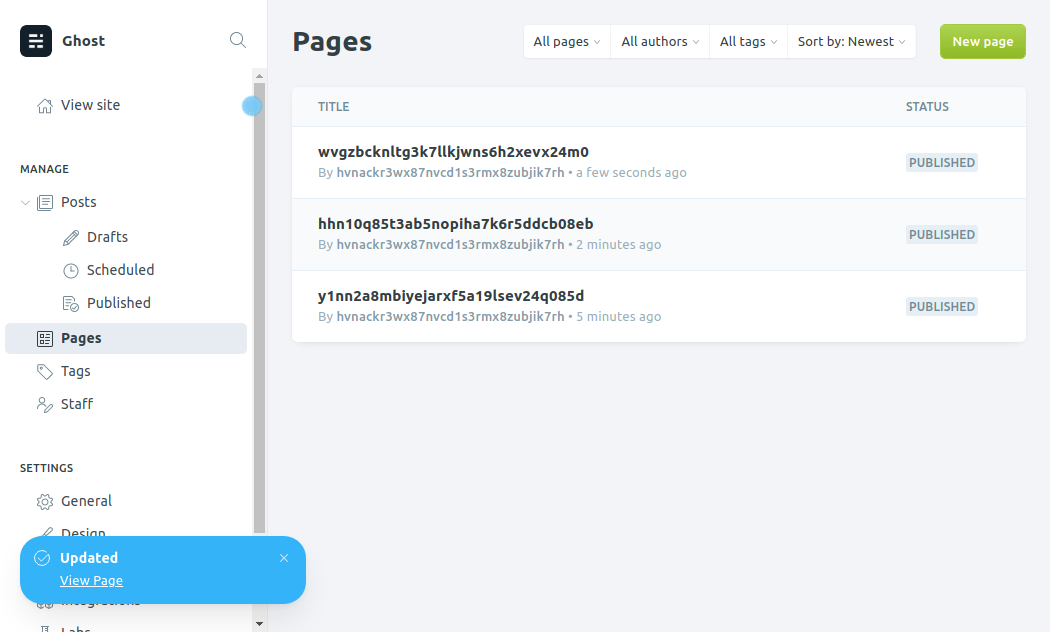 Ghost
View site
MANAGE
Posts
Drafts
Scheduled
Published
Pages
Tags
Staff
SETTINGS
General
Design
Updated
View Page
Integrations
Labs
Pages
All pages
All authors
All tags
Sort by: Newest
New page
TITLE
STATUS
wvgzbcknltg3k7llkjwns6h2xevx24m0
By hvnackr3wx87nvcd1s3rmx8zubjik7rh • a few seconds ago
PUBLISHED
hhn10q85t3ab5nopiha7k6r5ddcb08eb
By hvnackr3wx87nvcd1s3rmx8zubjik7rh • 2 minutes ago
PUBLISHED
y1nn2a8mbiyejarxf5a19lsev24q085d
By hvnackr3wx87nvcd1s3rmx8zubjik7rh • 5 minutes ago
PUBLISHED